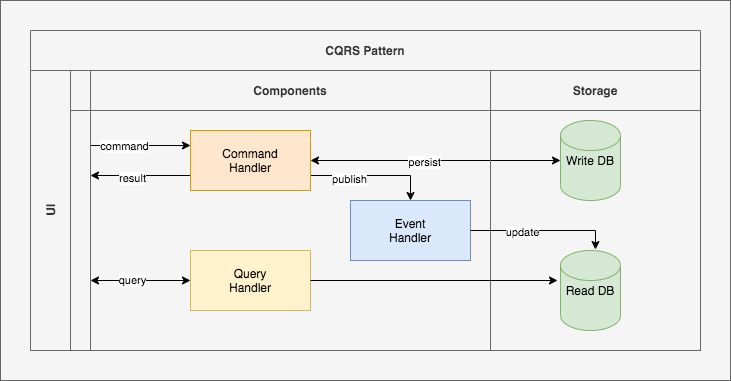 CQRS Pattern
Components
Storage
UI
command
Command
Handler
persist
Write DB
result
publish
Event
Handler
update
query
Query
Handler
Read DB